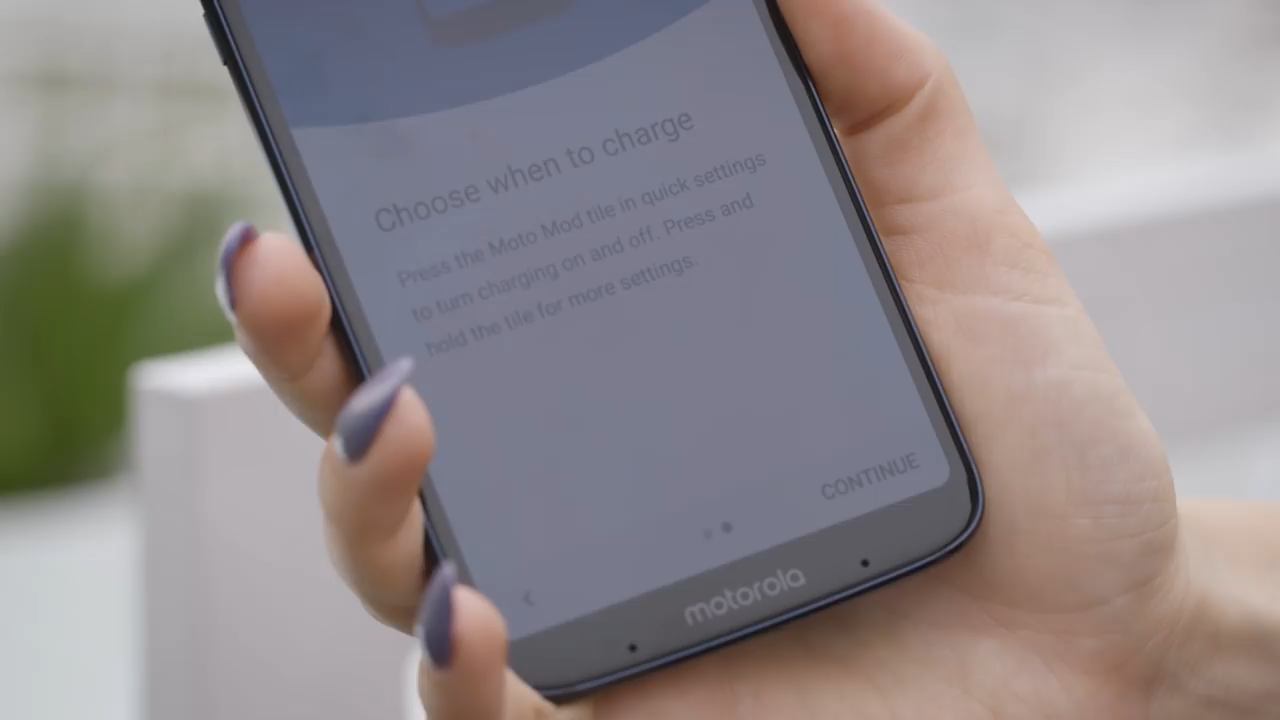 Choose when to charge
Press the Moto Mod tile in quick settings
to turn charging on and off. Press and
hold the tile for more settings.
CONTINUE
motorola